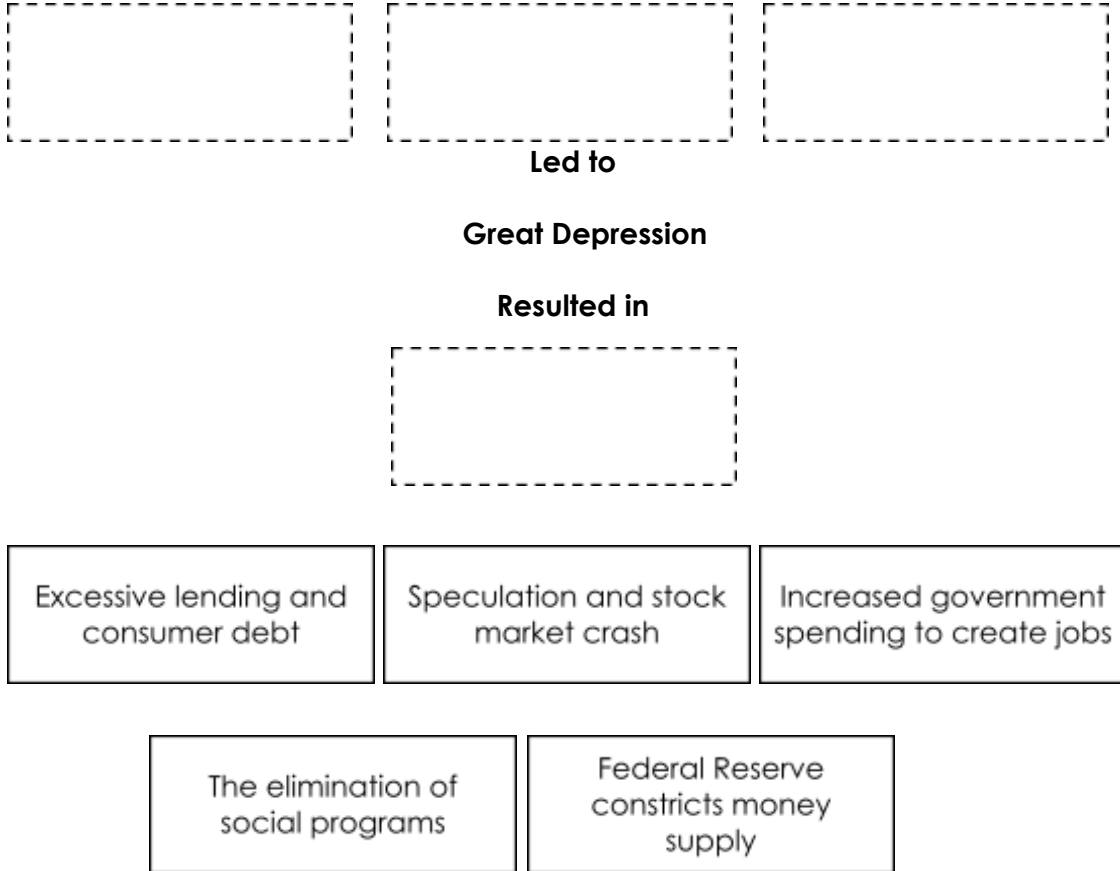 Led to
Great Depression
Resulted in
Excessive lending and
consumer debt
Speculation and stock
market crash
Increased government
spending to create jobs
The elimination of
social programs
Federal Reserve
constricts money
supply